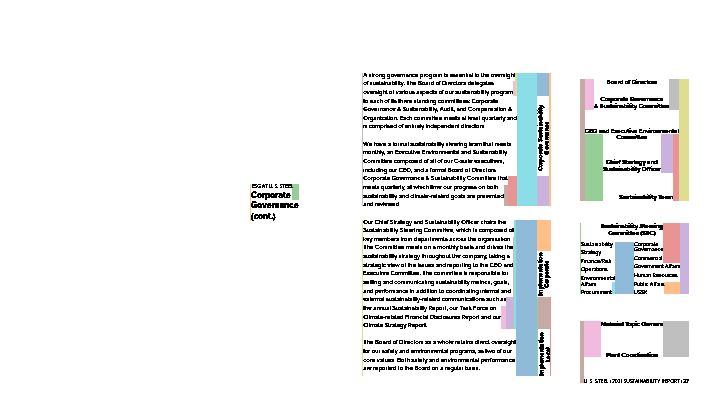 ESG AT U. S. STEEL
Corporate
Governance
(cont.)
A strong governance program is essential to the oversight
of sustainability. The Board of Directors delegates
oversight of various aspects of our sustainability program
to each of its three standing committees: Corporate
Governance & Sustainability, Audit, and Compensation &
Organization. Each committee meets at least quarterly and
is comprised of entirely independent directors.
We have a formal sustainability steering team that meets
monthly, an Executive Environmental and Sustainability
Committee composed of all of our C-suite executives,
including our CEO, and a formal Board of Directors
Corporate Governance & Sustainability Committee that
meets quarterly, at which time our progress on both
sustainability and climate-related goals are presented
and reviewed.
Our Chief Strategy and Sustainability Officer chairs the
Sustainability Steering Committee, which is composed of
key members from departments across the organization.
The Committee meets on a monthly basis and drives the
sustainability strategy throughout the company, taking a
strategic view of the issues and reporting to the CEO and
Executive Committee. The committee is responsible for
setting and communicating sustainability metrics, goals,
and performance in addition to coordinating internal and
external sustainability-related communications such as
the annual Sustainability Report, our Task Force on
Climate-related Financial Disclosures Report and our
Climate Strategy Report.
The Board of Directors as a whole retains direct oversight
for our safety and environmental programs, as two of our
core values. Both safety and environmental performance
are reported to the Board on a regular basis.
Corporate Sustainability
Governance
Implementation
Corporate
Implementation
Local
Board of Directors
Corporate Governance
& Sustainability Committee
CEO and Executive Environmental
Committee
Chief Strategy and
Sustainability Officer
Sustainability Team
Sustainability Steering
Committee (SSC)
Sustainability
Strategy
Finance/Risk
Operations
Environmental
Affairs
Procurement
Corporate
Governance
Commercial
Government Affairs
Human Resources
Public Affairs
USSK
Material Topic Owners
Plant Coordination
U. S. STEEL | 2021 SUSTAINABILITY REPORT | 20